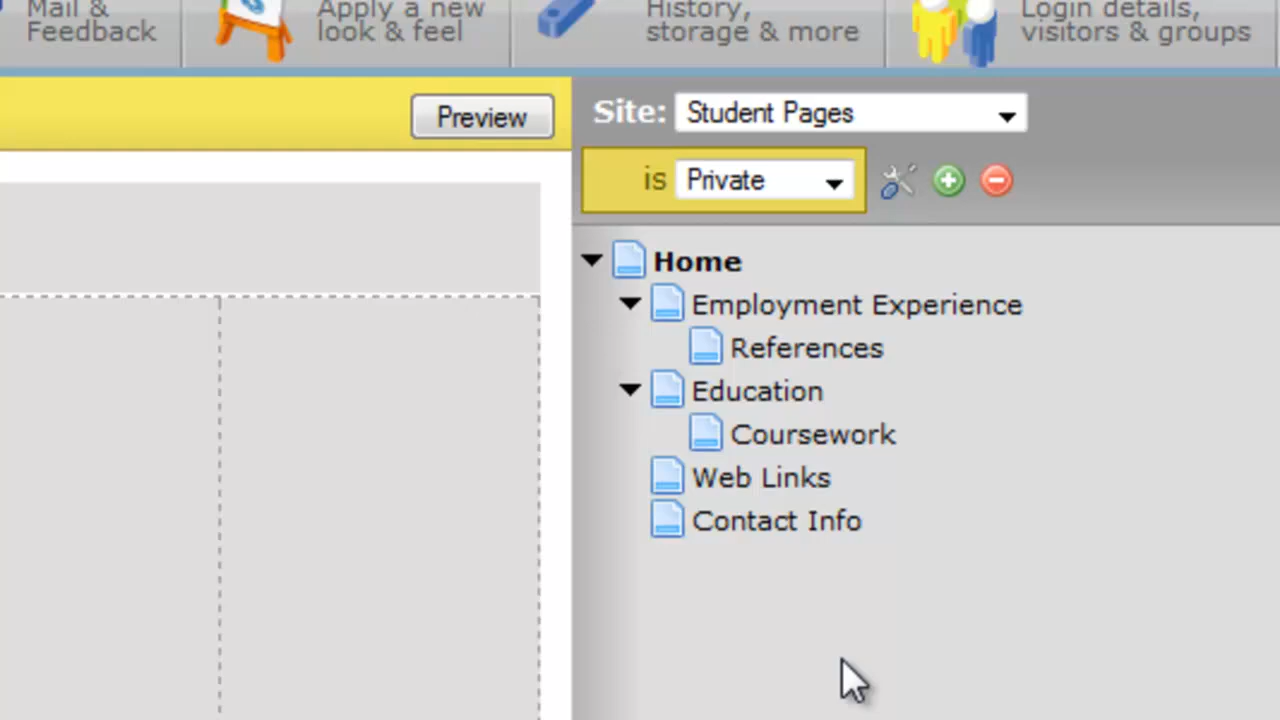 Mail &
Feedback
Apply a new
look & feel
History,
storage & more
Login details,
visitors & groups
Preview
Site: Student Pages
is Private
Home
Employment Experience
References
Education
Coursework
Web Links
Contact Info